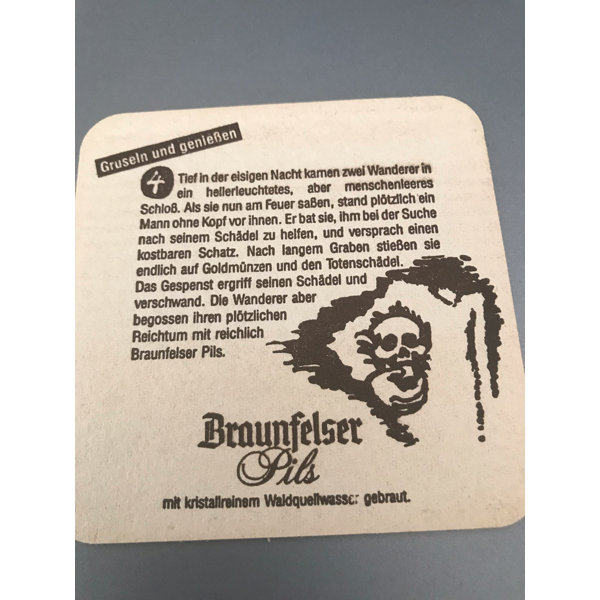 Gruseln und genießen
4 Tief in der eisigen Nacht kamen zwei Wanderer in
ein hellerleuchtetes, aber menschenleeres
Schloß. Als sie nun am Feuer saßen, stand plötzlich ein
Mann ohne Kopf vor ihnen. Er bat sie, ihm bei der Suche
nach seinem Schädel zu helfen, und versprach einen
kostbaren Schatz. Nach langem Graben stießen sie
endlich auf Goldmünzen und den Totenschädel.
Das Gespenst ergriff seinen Schädel und
verschwand. Die Wanderer aber
begossen ihren plötzlichen
Reichtum mit reichlich
Braunfelser Pils.
Braunfelser
Pils
mit kristallreinem Waldquellwasser gebraut.